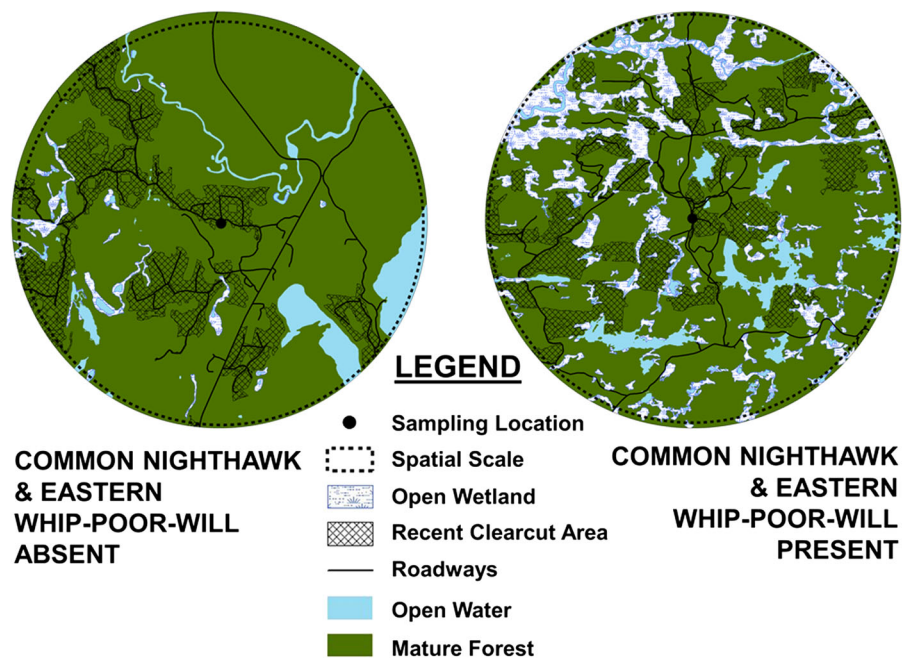 COMMON NIGHTHAWK
& EASTERN
WHIP-POOR-WILL
ABSENT
LEGEND
Sampling Location
Spatial Scale
Open Wetland
Recent Clearcut Area
Roadways
Open Water
Mature Forest
COMMON NIGHTHAWK
& EASTERN
WHIP-POOR-WILL
PRESENT